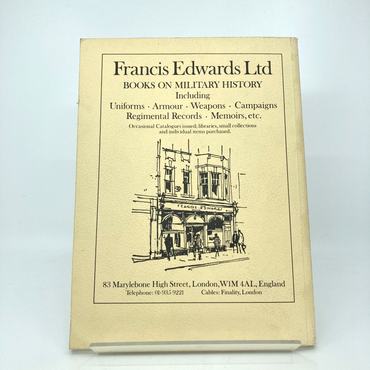 Francis Edwards Ltd
BOOKS ON MILITARY HISTORY
Including
Uniforms · Armour · Weapons · Campaigns
Regimental Records · Memoirs, etc.
Occasional Catalogues issued; libraries, small collections
and individual items purchased.
Francis Edwards
83 Marylebone High Street, London, W1M 4AL, England
Telephone: 01-935 9221 Cables: Finality, London